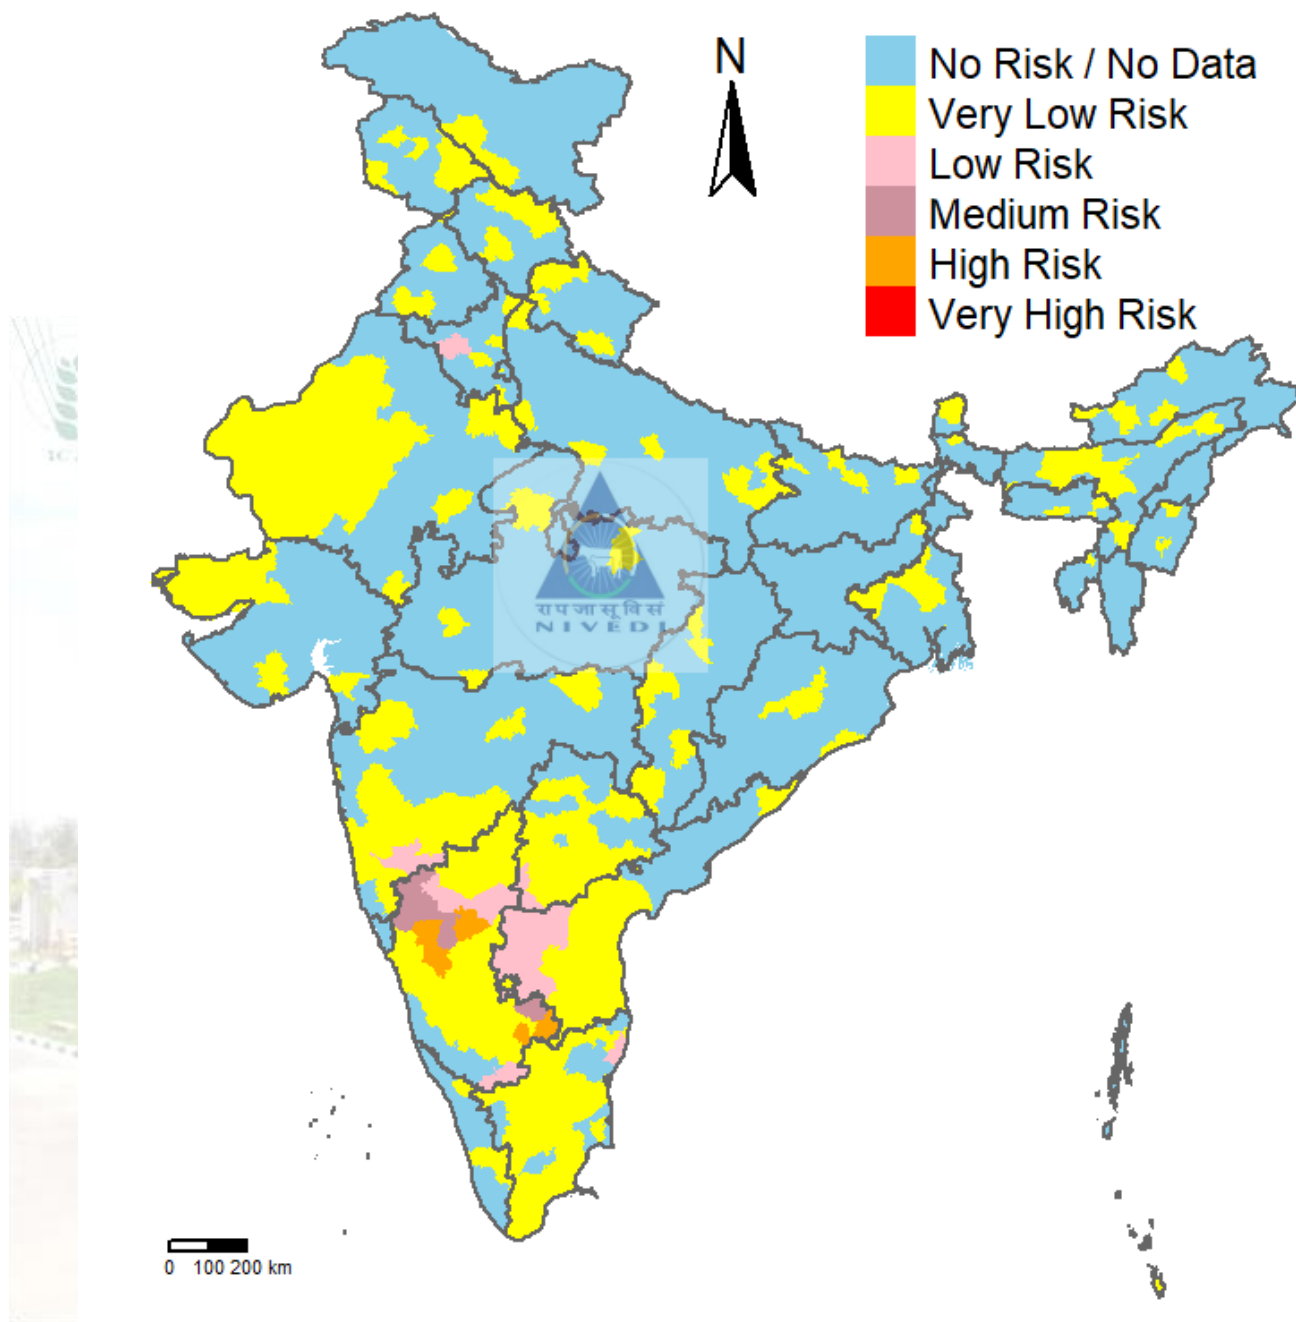 N
No Risk / No Data
Very Low Risk
Low Risk
Medium Risk
High Risk
Very High Risk
रापजासूविसं
NIVEDI
0 100 200 km